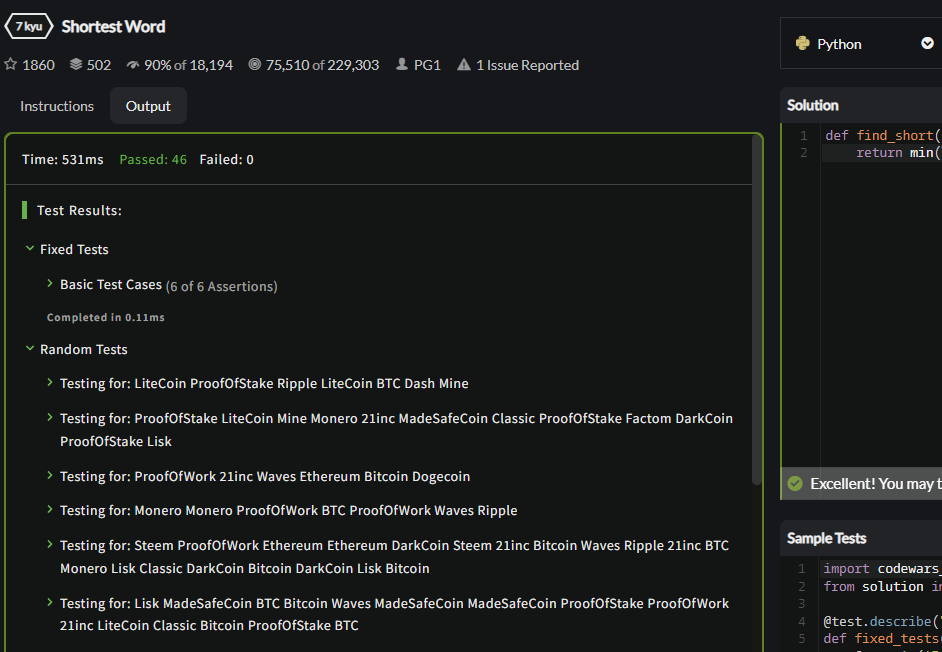 7 kyu Shortest Word
1860 502 90% of 18,194 75,510 of 229,303 PG1 1 Issue Reported
Instructions Output
Time: 531ms Passed: 46 Failed: 0
Test Results:
Fixed Tests
Basic Test Cases (6 of 6 Assertions)
Completed in 0.11ms
Random Tests
Testing for: LiteCoin ProofOfStake Ripple LiteCoin BTC Dash Mine
Testing for: ProofOfStake LiteCoin Mine Monero 21inc MadeSafeCoin Classic ProofOfStake Factom DarkCoin
ProofOfStake Lisk
Testing for: ProofOfWork 21inc Waves Ethereum Bitcoin Dogecoin
Testing for: Monero Monero ProofOfWork BTC ProofOfWork Waves Ripple
Testing for: Steem ProofOfWork Ethereum Ethereum DarkCoin Steem 21inc Bitcoin Waves Ripple 21inc BTC
Monero Lisk Classic DarkCoin Bitcoin DarkCoin Lisk Bitcoin
Testing for: Lisk MadeSafeCoin BTC Bitcoin Waves MadeSafeCoin MadeSafeCoin ProofOfStake ProofOfWork
21inc LiteCoin Classic Bitcoin ProofOfStake BTC
Python
Solution
1 def find_short(
2 return min(
Excellent! You may t
Sample Tests
1 import codewars_
2 from solution i
3
4 @test.describe(
5 def fixed_tests